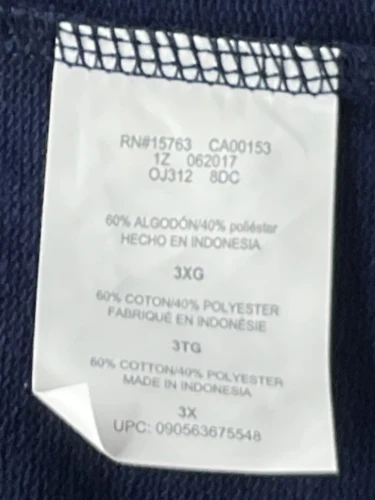 RN#15763 CA00153
1Z 062017
OJ312 8DC
60% ALGODÓN/40% poliéster
HECHO EN INDONESIA
3XG
60% COTON/40% POLYESTER
FABRIQUÉ EN INDONÉSIE
3TG
60% COTTON/40% POLYESTER
MADE IN INDONESIA
3X
UPC: 090563675548